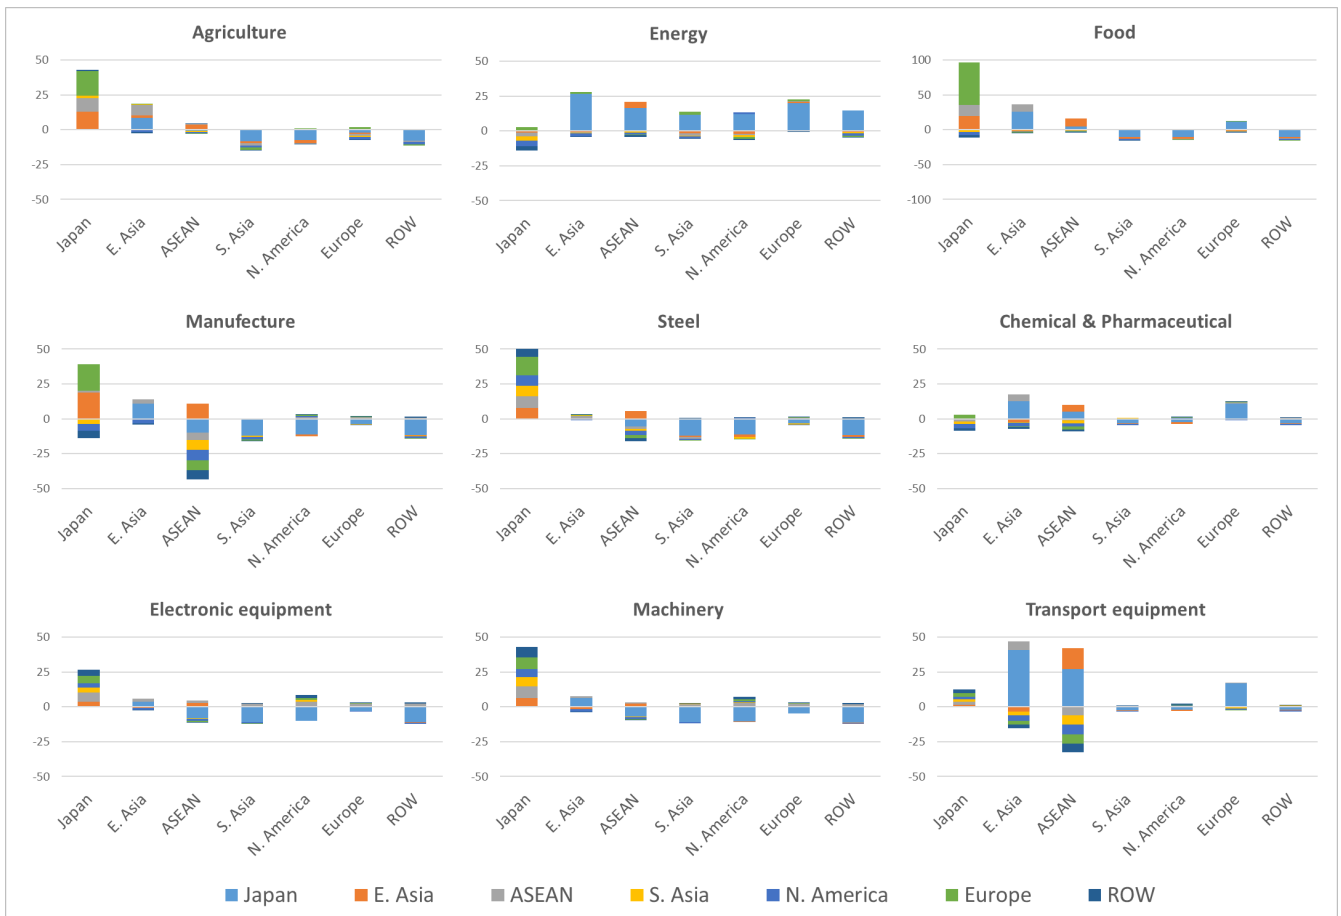 Agriculture
50
25
0
-25
-50
Japan
E. Asia
ASEAN
S. Asia
N. America
Europe
ROW
Energy
50
25
0
-25
-50
Japan
E. Asia
ASEAN
S. Asia
N. America
Europe
ROW
Food
100
50
0
-50
-100
Japan
E. Asia
ASEAN
S. Asia
N. America
Europe
ROW
Manufecture
50
25
0
-25
-50
Japan
E. Asia
ASEAN
S. Asia
N. America
Europe
ROW
Steel
50
25
0
-25
-50
Japan
E. Asia
ASEAN
S. Asia
N. America
Europe
ROW
Chemical & Pharmaceutical
50
25
0
-25
-50
Japan
E. Asia
ASEAN
S. Asia
N. America
Europe
ROW
Electronic equipment
50
25
0
-25
-50
Japan
E. Asia
ASEAN
S. Asia
N. America
Europe
ROW
Machinery
50
25
0
-25
-50
Japan
E. Asia
ASEAN
S. Asia
N. America
Europe
ROW
Transport equipment
50
25
0
-25
-50
Japan
E. Asia
ASEAN
S. Asia
N. America
Europe
ROW
Japan E. Asia ASEAN S. Asia N. America Europe ROW